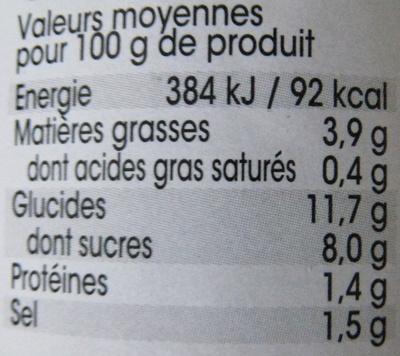 Valeurs moyennes
pour 100 g de produit
Energie 384 kJ / 92 kcal
Matières grasses 3,9 g
dont acides gras saturés 0,4 g
Glucides 11,7 g
dont sucres 8,0 g
Protéines 1,4 g
Sel 1,5 g